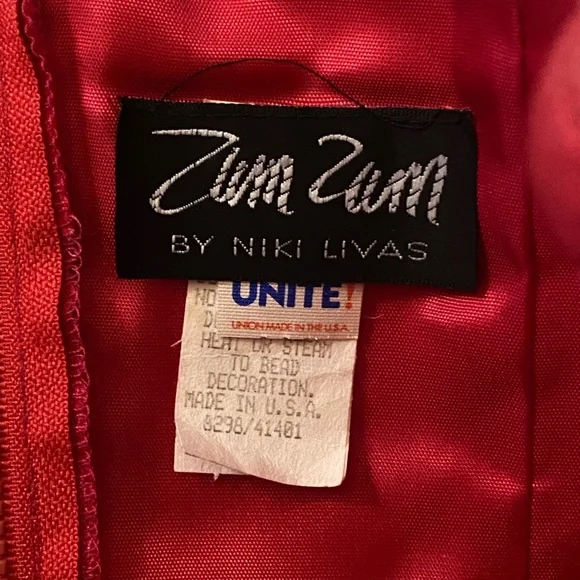 Zum Zum
BY NIKI LIVAS
UNITE!
UNION MADE IN THE U.S.A.
NO
D
HEAT OR STEAM
TO BEAD
DECORATION.
MADE IN U.S.A.
8298/41401